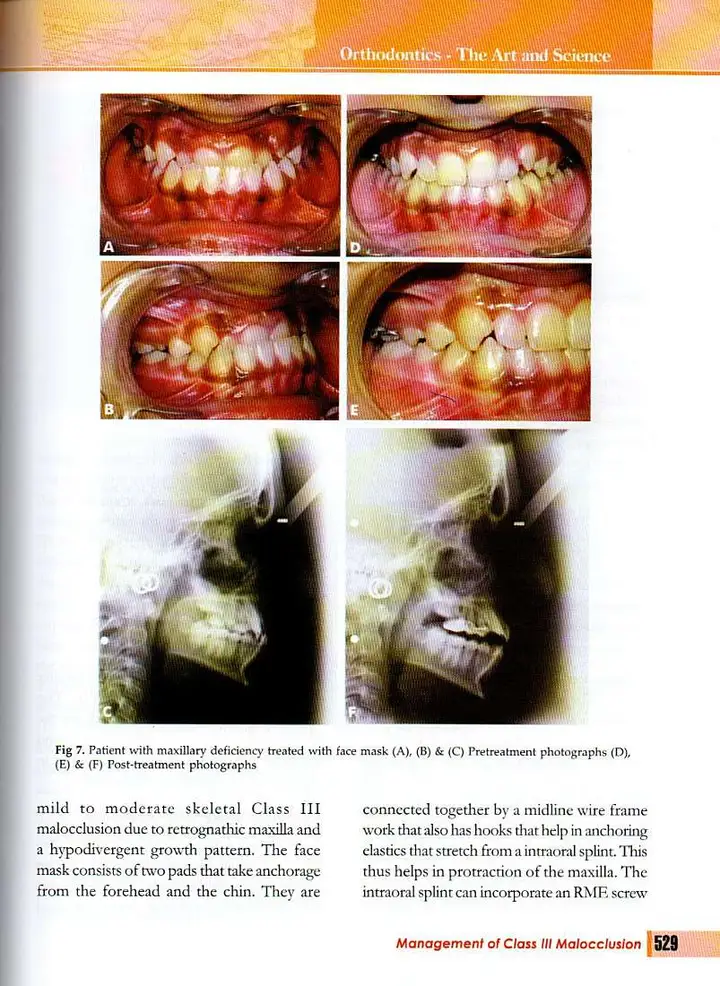 Orthodontics - The Art and Science
A
D
B
E
C
F
Fig 7. Patient with maxillary deficiency treated with face mask (A), (B) & (C) Pretreatment photographs (D),
(E) & (F) Post-treatment photographs
mild to moderate skeletal Class III
malocclusion due to retrognathic maxilla and
a hypodivergent growth pattern. The face
mask consists of two pads that take anchorage
from the forehead and the chin. They are
connected together by a midline wire frame
work that also has hooks that help in anchoring
elastics that stretch from a intraoral splint. This
thus helps in protraction of the maxilla. The
intraoral splint can incorporate an RME screw
Management of Class III Malocclusion 529